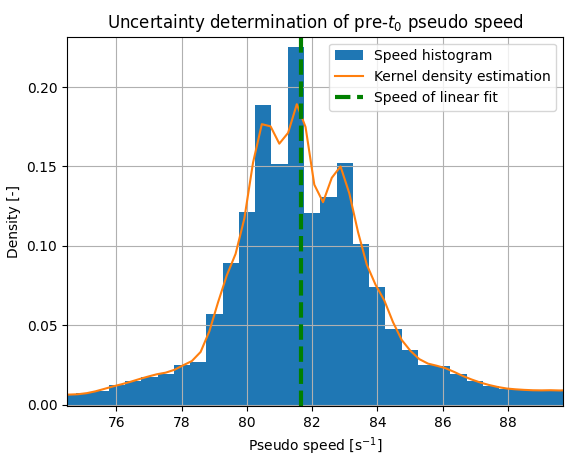 Uncertainty determination of pre-t₀ pseudo speed
Speed histogram
Kernel density estimation
Speed of linear fit
Density [-]
0.20
0.15
0.10
0.05
0.00
76 78 80 82 84 86 88
Pseudo speed [s⁻¹]